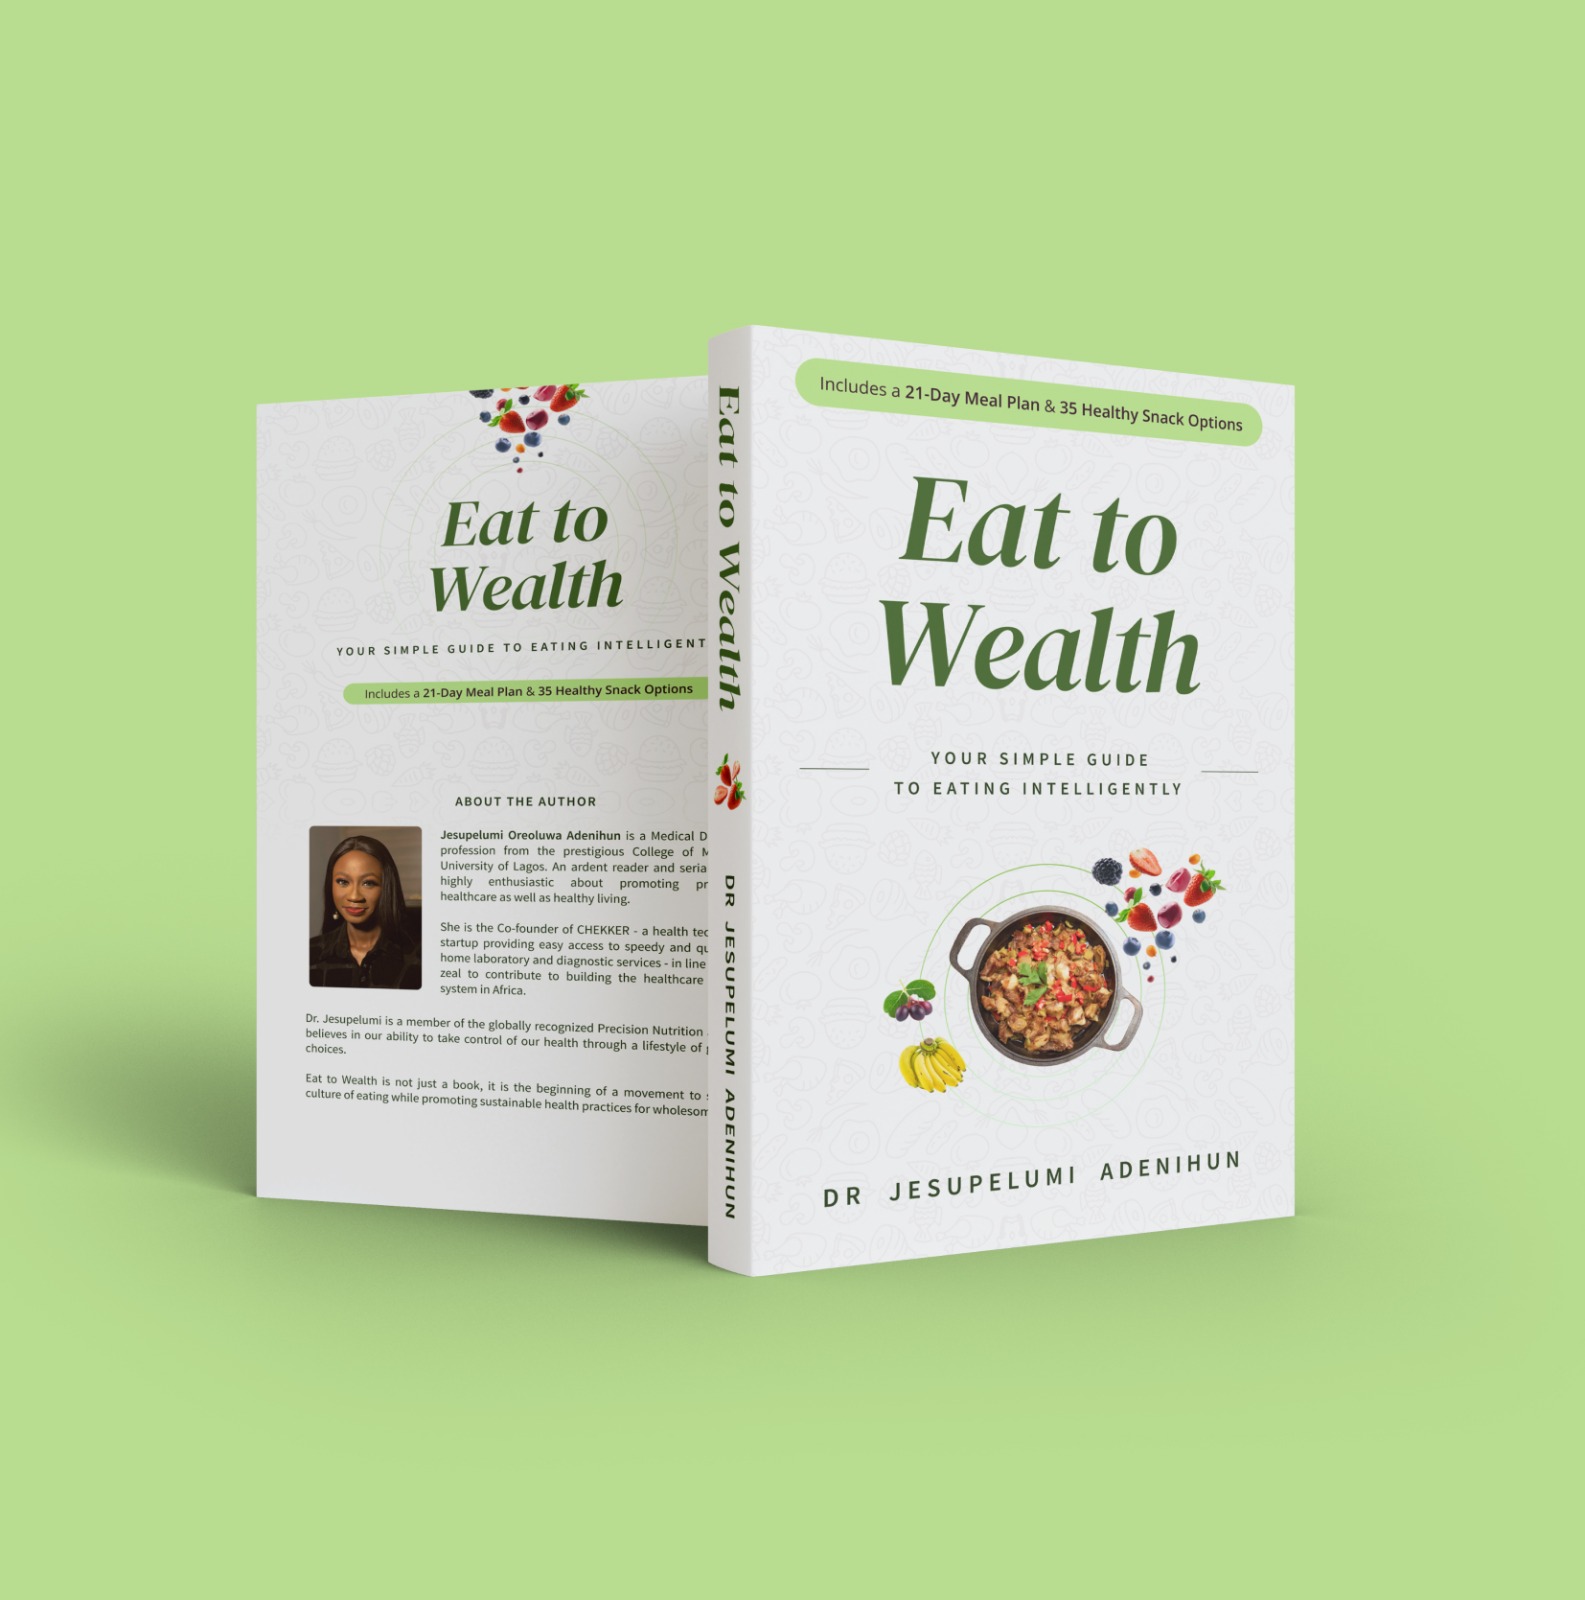 Eat to
Wealth
YOUR SIMPLE GUIDE TO EATING
Includes a 21-Day Meal Plan & 35 Healthy Snack Options
ABOUT THE AUTHOR
Jesupelumi Oreoluwa Adenihun is a Medical
profession from the prestigious College of
University of Lagos. An ardent reader and
highly enthusiastic about promoting
healthcare as well as healthy living.
She is the Co-founder of CHEKKER - a health
startup providing easy access to speedy and
home laboratory and diagnostic services - in line
zeal to contribute to building the healthcare
system in Africa.
Dr. Jesupelumi is a member of the globally recognized Precision Nutrition
believes in our ability to take control of our health through a lifestyle of
choices.
Eat to Wealth is not just a book, it is the beginning of a movement to
culture of eating while promoting sustainable health practices for
Eat to Wealth
DR JESUPELUMI ADENIHUN
Includes a 21-Day Meal Plan & 35 Healthy Snack Options
Eat to
Wealth
YOUR SIMPLE GUIDE
TO EATING INTELLIGENTLY
DR JESUPELUMI ADENIHUN